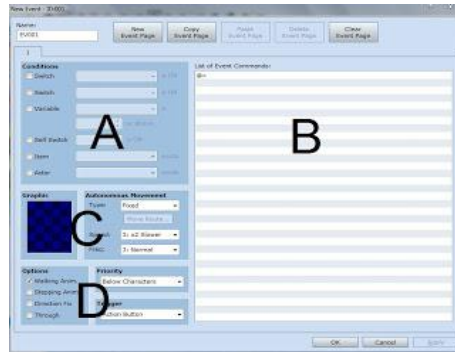 New Event - ID:001
Name:
EV001
New Event Page
Copy Event Page
Paste Event Page
Delete Event Page
Clear Event Page
1
Conditions
Switch
Switch
Variable
Self Switch
Item
Actor
A
List of Event Commands:
@>
B
Graphic
Autonomous Movement
Type: Fixed
Move Route...
Speed: 3: x2 Slower
Freq: 3: Normal
C
Options
Walking Anim
Stepping Anim
Direction Fix
Through
Priority
Below Characters
Trigger
Action Button
D
OK
Cancel
Apply